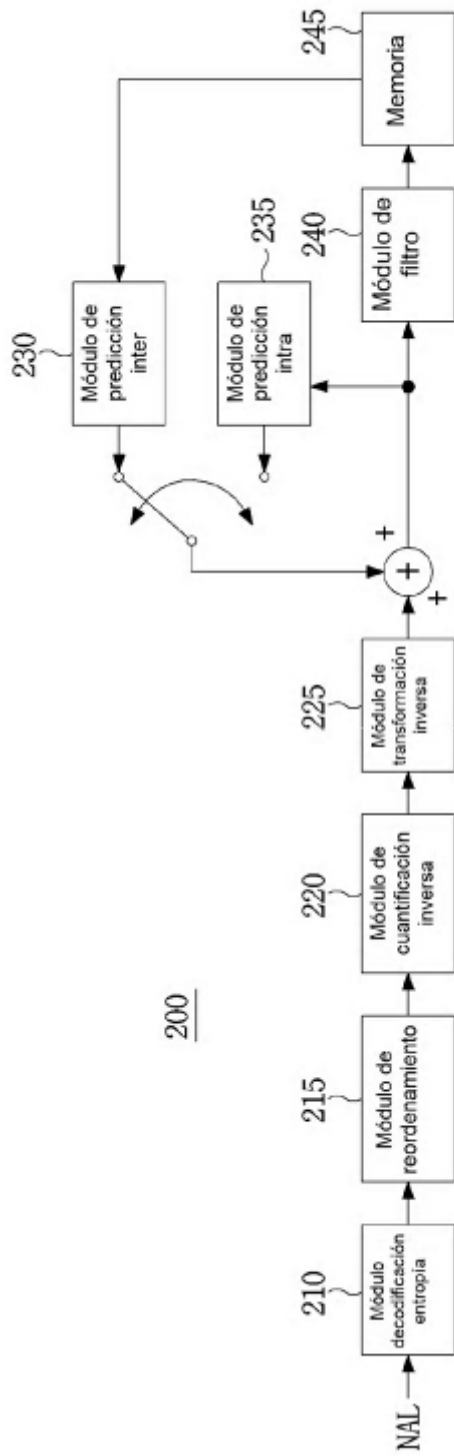 200
NAL
210
Módulo
decodificación
entropia
215
Módulo de
reordenamiento
220
Módulo de
cuantificación
inversa
225
Módulo de
transformación
inversa
+
+
+
230
Módulo de
predicción
inter
235
Módulo de
predicción
intra
240
Módulo de
filtro
245
Memoria